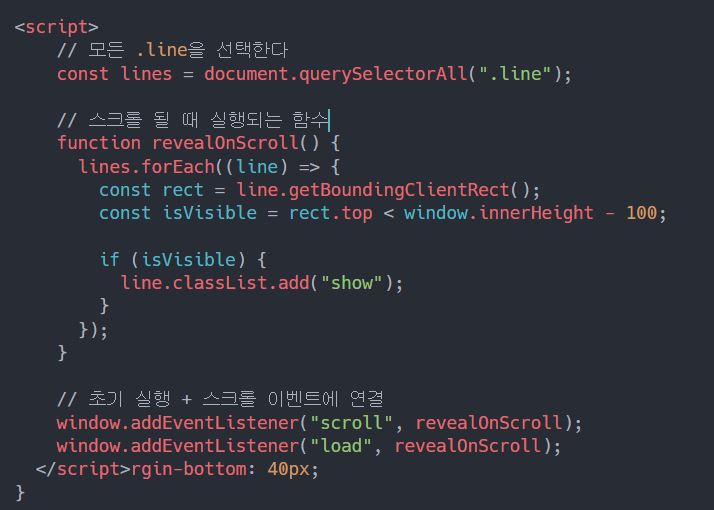 <script>
// 모든 .line을 선택한다
const lines = document.querySelectorAll(".line");
// 스크롤 될 때 실행되는 함수
function revealOnScroll() {
lines.forEach((line) => {
const rect = line.getBoundingClientRect();
const isVisible = rect.top < window.innerHeight - 100;
if (isVisible) {
line.classList.add("show");
}
});
}
// 초기 실행 + 스크롤 이벤트에 연결
window.addEventListener("scroll", revealOnScroll);
window.addEventListener("load", revealOnScroll);
</script>rgin-bottom: 40px;
}